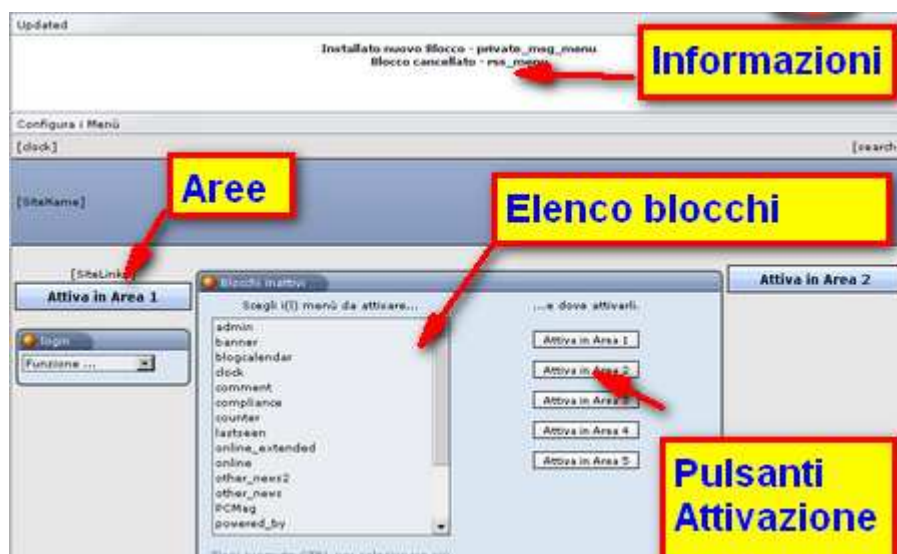 Updated
Installato nuovo Blocco - private_msg_menu
Blocco cancellato - rss_menu
Informazioni
Configura i Menù
[clock]
[search
[SiteName]
Aree
Elenco blocchi
[SiteLinks]
Attiva in Area 1
Attiva in Area 2
Blocchi inattivi
Scegli i(l) menù da attivare...
...e dove attivarli.
login
Funzione ...
admin
banner
blogcalendar
clock
comment
compliance
counter
lastseen
online_extended
online
other_news2
other_news
PCMag
powered_by
Attiva in Area 1
Attiva in Area 2
Attiva in Area 3
Attiva in Area 4
Attiva in Area 5
Pulsanti
Attivazione